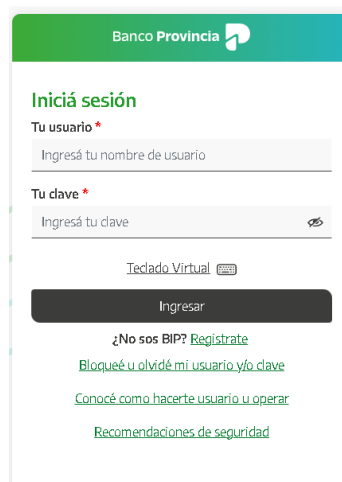 Banco Provincia
Iniciá sesión
Tu usuario *
Ingresá tu nombre de usuario
Tu clave *
Ingresá tu clave
Teclado Virtual
Ingresar
¿No sos BIP? Registrate
Bloqueé u olvidé mi usuario y/o clave
Conocé como hacerte usuario u operar
Recomendaciones de seguridad